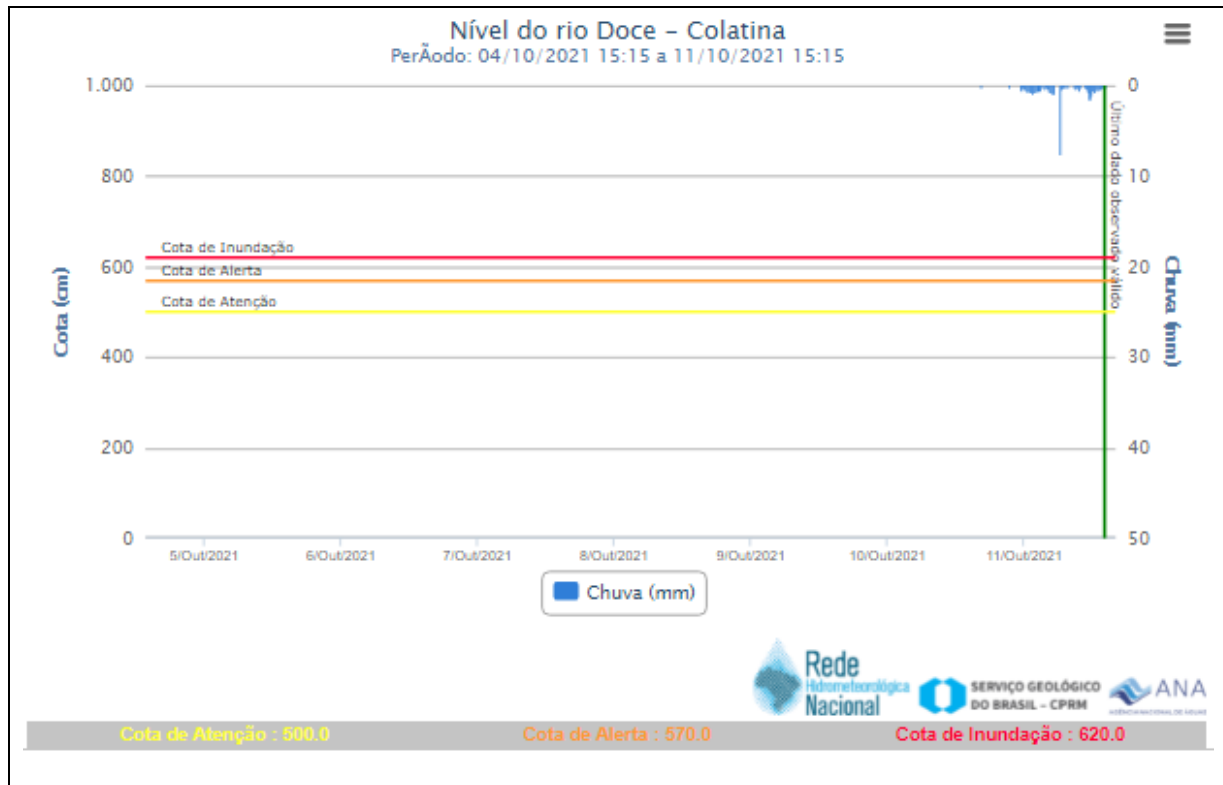 Nível do rio Doce – Colatina
PerÃodo: 04/10/2021 15:15 a 11/10/2021 15:15
1.000
800
600
400
200
0
Cota (cm)
Cota de Inundação
Cota de Alerta
Cota de Atenção
Último dado observado válido
0
10
20
30
40
50
Chuva (mm)
5/Out/2021 6/Out/2021 7/Out/2021 8/Out/2021 9/Out/2021 10/Out/2021 11/Out/2021
Chuva (mm)
Rede
Hidrometeorológica
Nacional
SERVIÇO GEOLÓGICO
DO BRASIL – CPRM
ANA
AGÊNCIA NACIONAL DE ÁGUAS
Cota de Atenção : 500.0 Cota de Alerta : 570.0 Cota de Inundação : 620.0